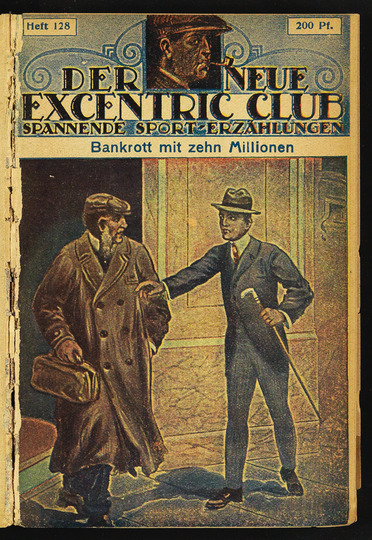 Heft 128
200 Pf.
DER NEUE
EXCENTRIC CLUB
SPANNENDE SPORT-ERZÄHLUNGEN
Bankrott mit zehn Millionen